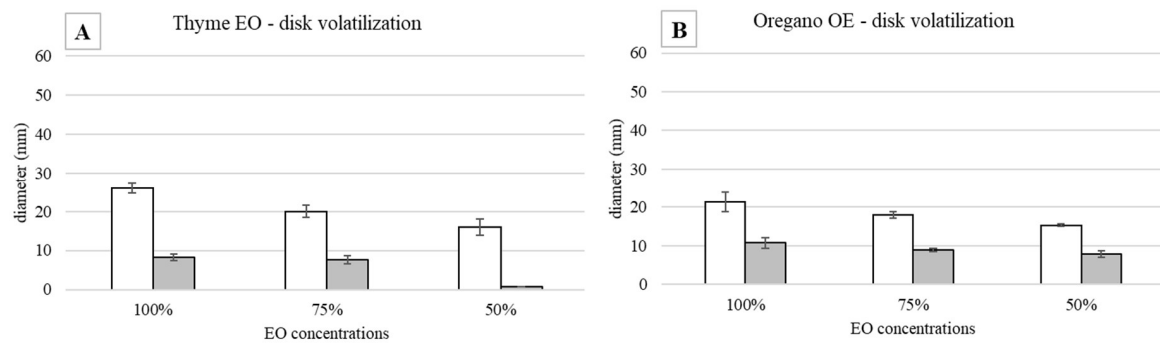 A
Thyme EO - disk volatilization
60
50
40
30
20
10
0
diameter (mm)
100%
75%
50%
EO concentrations
B
Oregano OE - disk volatilization
60
50
40
30
20
10
0
diameter (mm)
100%
75%
50%
EO concentrations